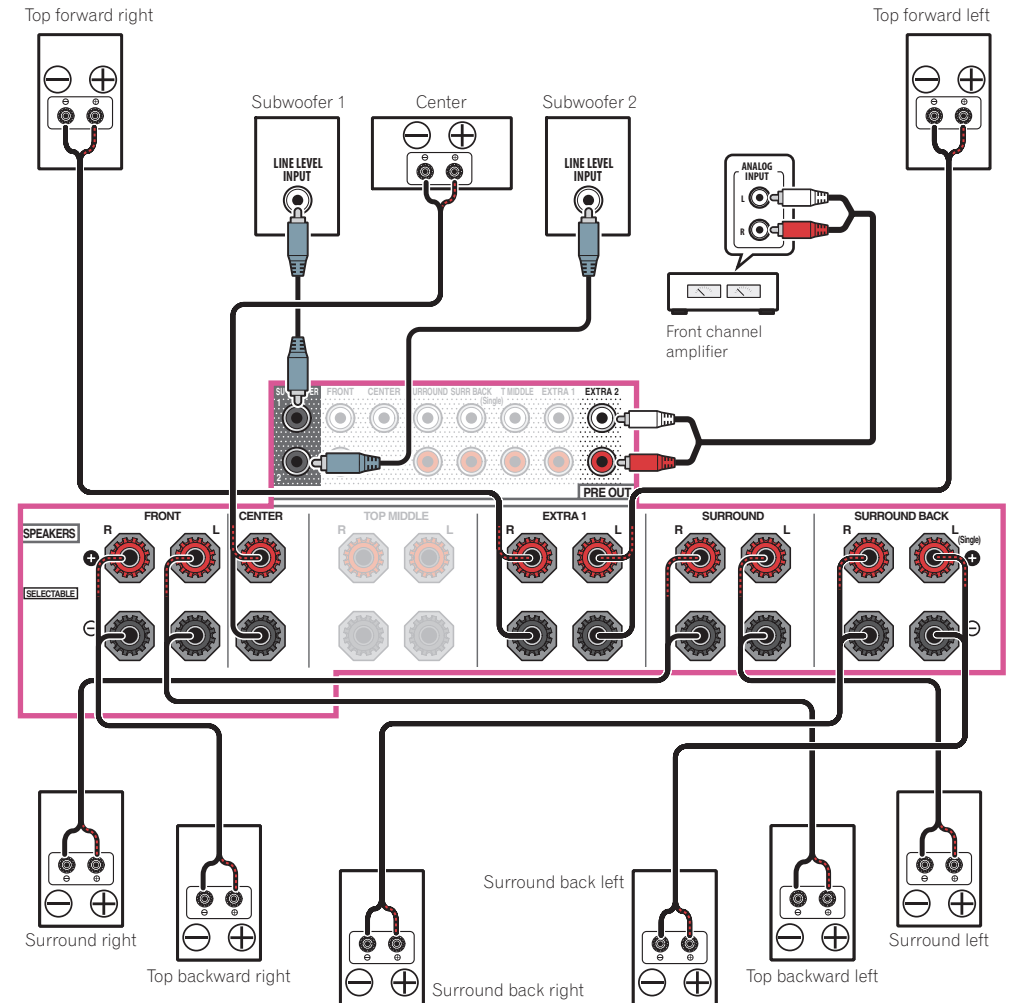 Top forward right
Top forward left
Subwoofer 1
Center
Subwoofer 2
LINE LEVEL
INPUT
LINE LEVEL
INPUT
ANALOG
INPUT
L
R
Front channel
amplifier
FRONT
CENTER
SURROUND
SURR BACK
(Single)
T MIDDLE
EXTRA 1
EXTRA 2
1
2
PRE OUT
SPEAKERS
SELECTABLE
FRONT
R
L
CENTER
TOP MIDDLE
R
L
EXTRA 1
R
L
SURROUND
R
L
SURROUND BACK
R
L
(Single)
Surround right
Top backward right
Surround back right
Surround back left
Top backward left
Surround left